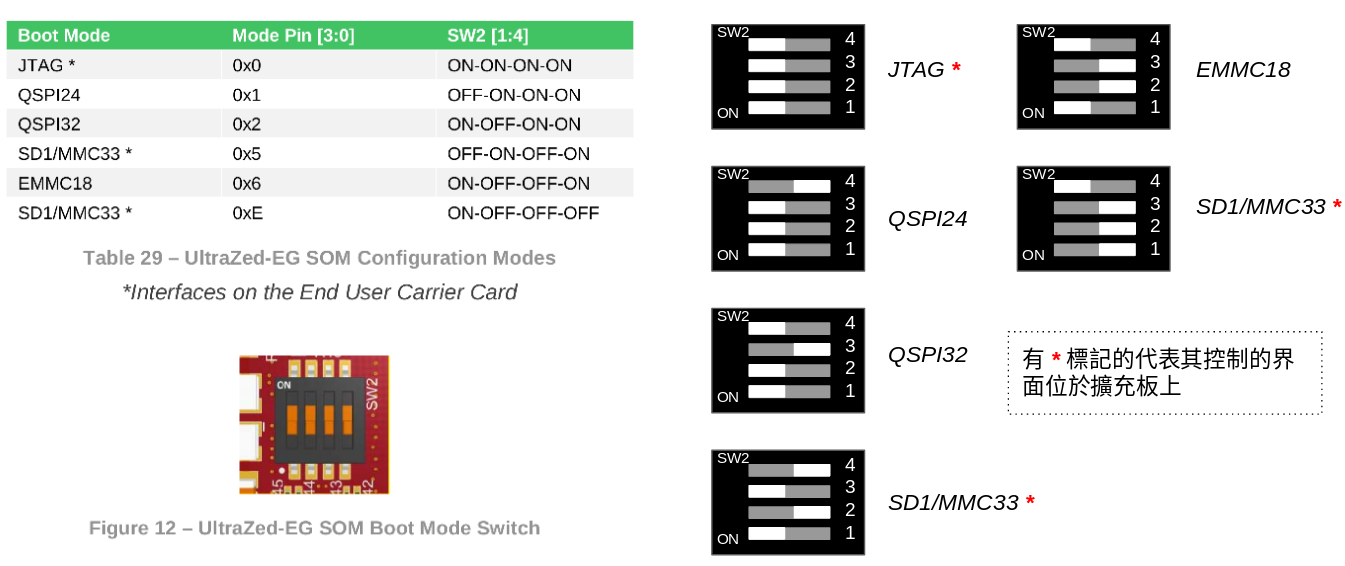 Boot Mode Mode Pin [3:0] SW2 [1:4]
JTAG * 0x0 ON-ON-ON-ON
QSPI24 0x1 OFF-ON-ON-ON
QSPI32 0x2 ON-OFF-ON-ON
SD1/MMC33 * 0x5 OFF-ON-OFF-ON
EMMC18 0x6 ON-OFF-OFF-ON
SD1/MMC33 * 0xE ON-OFF-OFF-OFF
Table 29 – UltraZed-EG SOM Configuration Modes
*Interfaces on the End User Carrier Card
ON
SW2
45
44
43
42
Figure 12 – UltraZed-EG SOM Boot Mode Switch
SW2
4
3
2
ON 1
JTAG *
SW2
4
3
2
ON 1
QSPI24
SW2
4
3
2
ON 1
QSPI32
SW2
4
3
2
ON 1
SD1/MMC33 *
SW2
4
3
2
ON 1
EMMC18
SW2
4
3
2
ON 1
SD1/MMC33 *
有 * 標記的代表其控制的界
面位於擴充板上